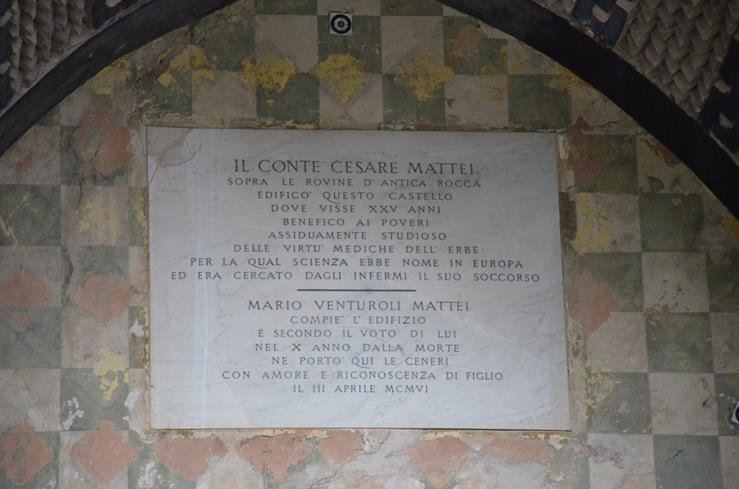 IL CONTE CESARE MATTEI
SOPRA LE ROVINE D' ANTICA ROCCA
EDIFICO' QUESTO CASTELLO
DOVE VISSE XXV ANNI
BENEFICO AI POVERI
ASSIDUAMENTE STUDIOSO
DELLE VIRTU' MEDICHE DELL' ERBE
PER LA QUAL SCIENZA EBBE NOME IN EUROPA
ED ERA CERCATO DAGLI INFERMI IL SUO SOCCORSO
MARIO VENTUROLI MATTEI
COMPIE' L' EDIFIZIO
E SECONDO IL VOTO DI LUI
NEL X ANNO DALLA MORTE
NE PORTO' QUI LE CENERI
CON AMORE E RICONOSCENZA DI FIGLIO
IL III APRILE MCMVI